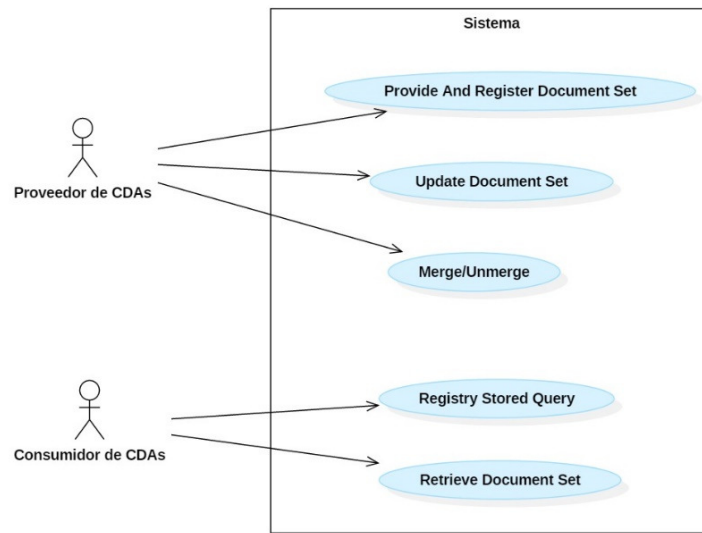 Sistema
Provide And Register Document Set
Proveedor de CDAs
Update Document Set
Merge/Unmerge
Registry Stored Query
Consumidor de CDAs
Retrieve Document Set